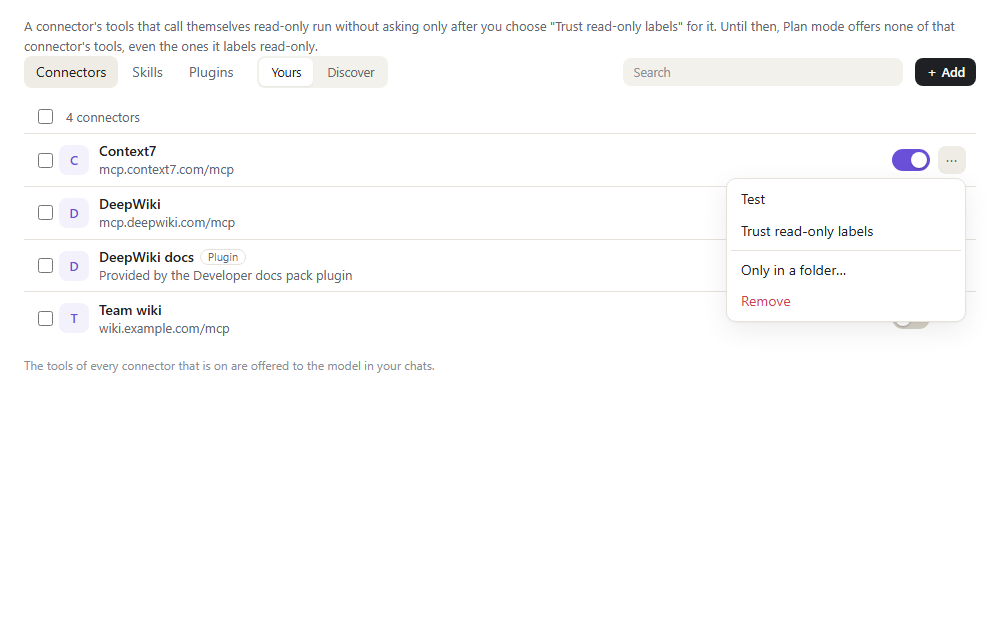 A connector's tools that call themselves read-only run without asking only after you choose "Trust read-only labels" for it. Until then, Plan mode offers none of that
connector's tools, even the ones it labels read-only.
Connectors Skills Plugins Yours Discover Search + Add
4 connectors
C Context7
mcp.context7.com/mcp
...
Test
Trust read-only labels
Only in a folder...
Remove
D DeepWiki
mcp.deepwiki.com/mcp
D DeepWiki docs Plugin
Provided by the Developer docs pack plugin
T Team wiki
wiki.example.com/mcp
The tools of every connector that is on are offered to the model in your chats.